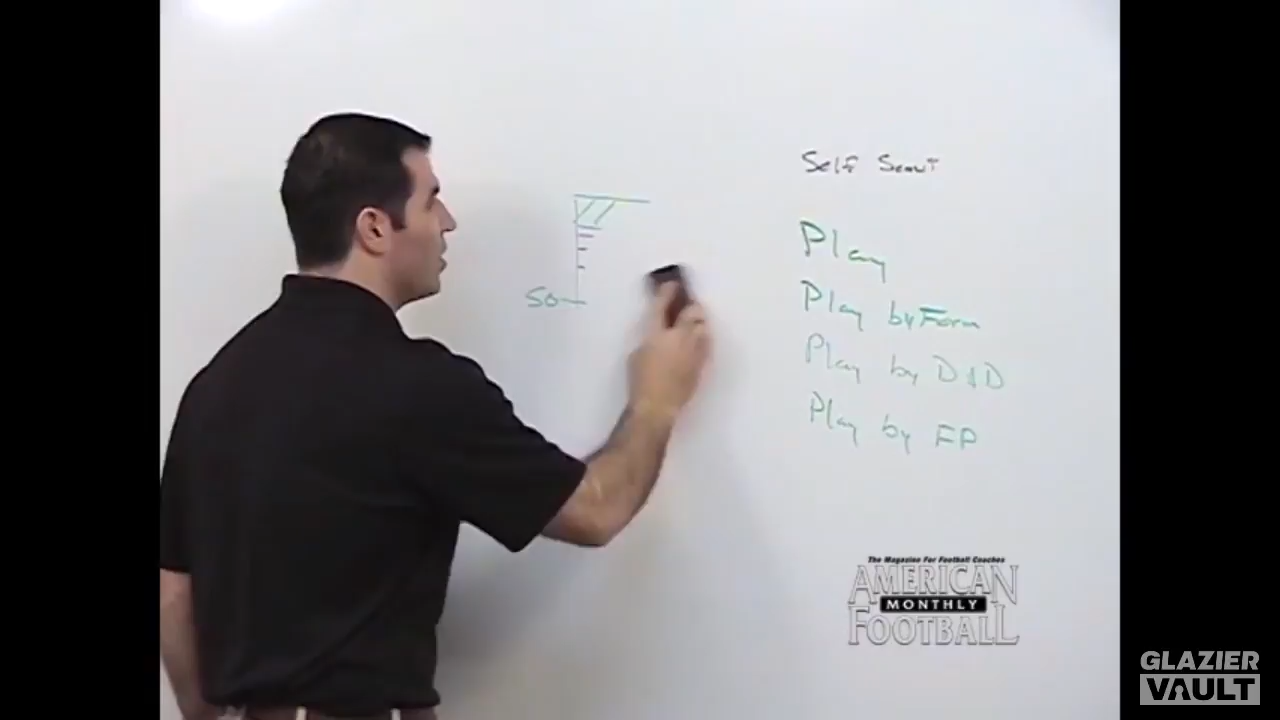 Self Scout
Play
Play by Form
Play by D&D
Play by FP
50
The Magazine For Football Coaches
AMERICAN
MONTHLY
FOOTBALL
GLAZIER
VAULT